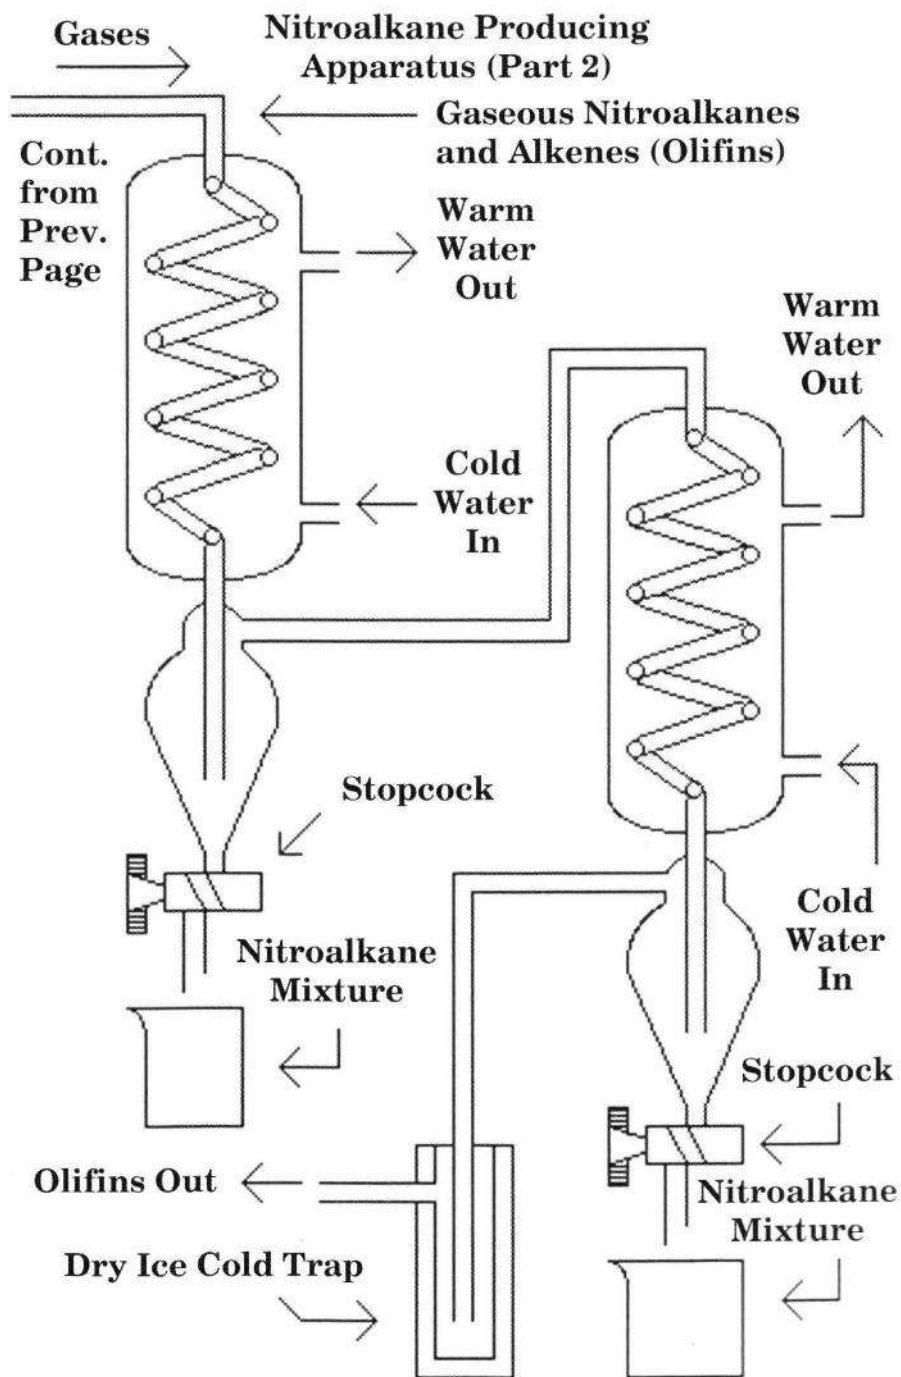 Gases
Nitroalkane Producing
Apparatus (Part 2)
Gaseous Nitroalkanes
and Alkenes (Olifins)
Cont.
from
Prev.
Page
Warm
Water
Out
Warm
Water
Out
Cold
Water
In
Stopcock
Cold
Water
In
Nitroalkane
Mixture
Stopcock
Olifins Out
Nitroalkane
Mixture
Dry Ice Cold Trap